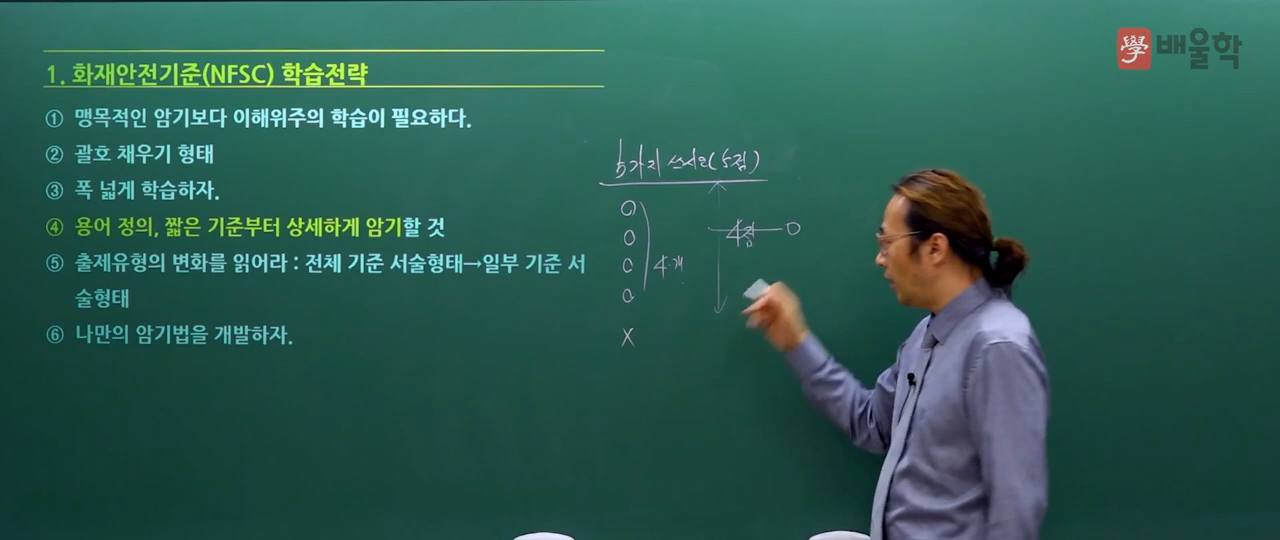 學 배울학
1. 화재안전기준(NFSC) 학습전략
① 맹목적인 암기보다 이해위주의 학습이 필요하다.
② 괄호 채우기 형태
③ 폭 넓게 학습하자.
④ 용어 정의, 짧은 기준부터 상세하게 암기할 것
⑤ 출제유형의 변화를 읽어라 : 전체 기준 서술형태→일부 기준 서
술형태
⑥ 나만의 암기법을 개발하자.
5가지 쓰시오(5점)
O
O
O
O
X
4개
4점
O